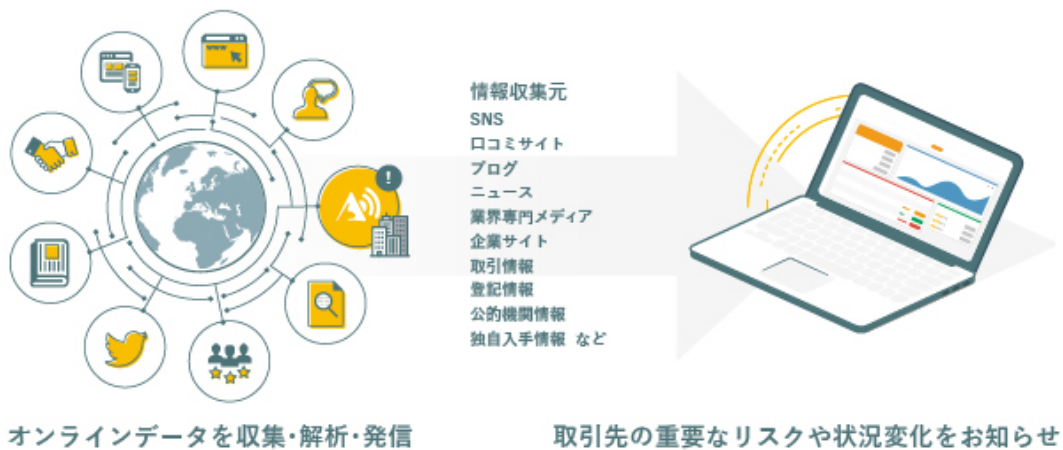 www
情報収集元
SNS
口コミサイト
ブログ
ニュース
業界専門メディア
企業サイト
取引情報
登記情報
公的機関情報
独自入手情報 など
オンラインデータを収集・解析・発信
取引先の重要なリスクや状況変化をお知らせ